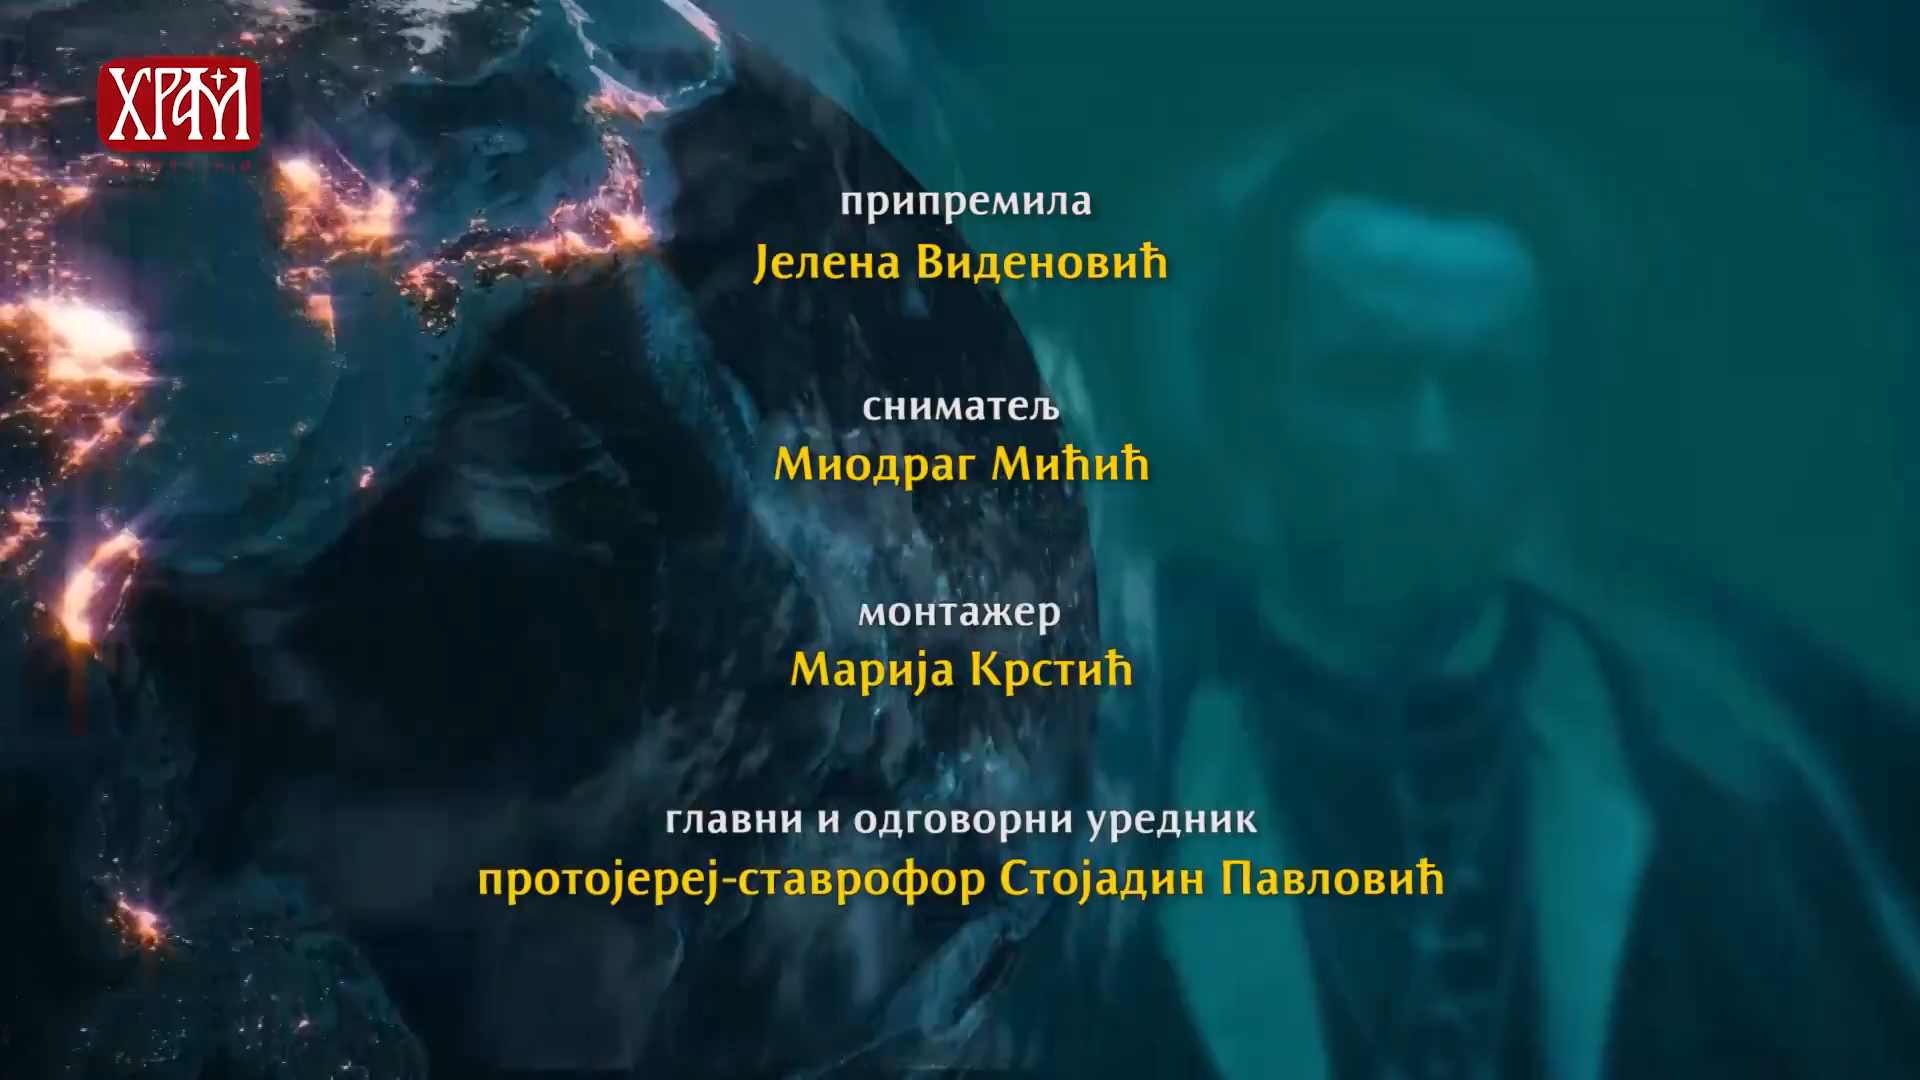 ХРАМ
припремила
Јелена Виденовић
сниматељ
Миодраг Мићић
монтажер
Марија Крстић
главни и одговорни уредник
протојереј-ставрофор Стојадин Павловић